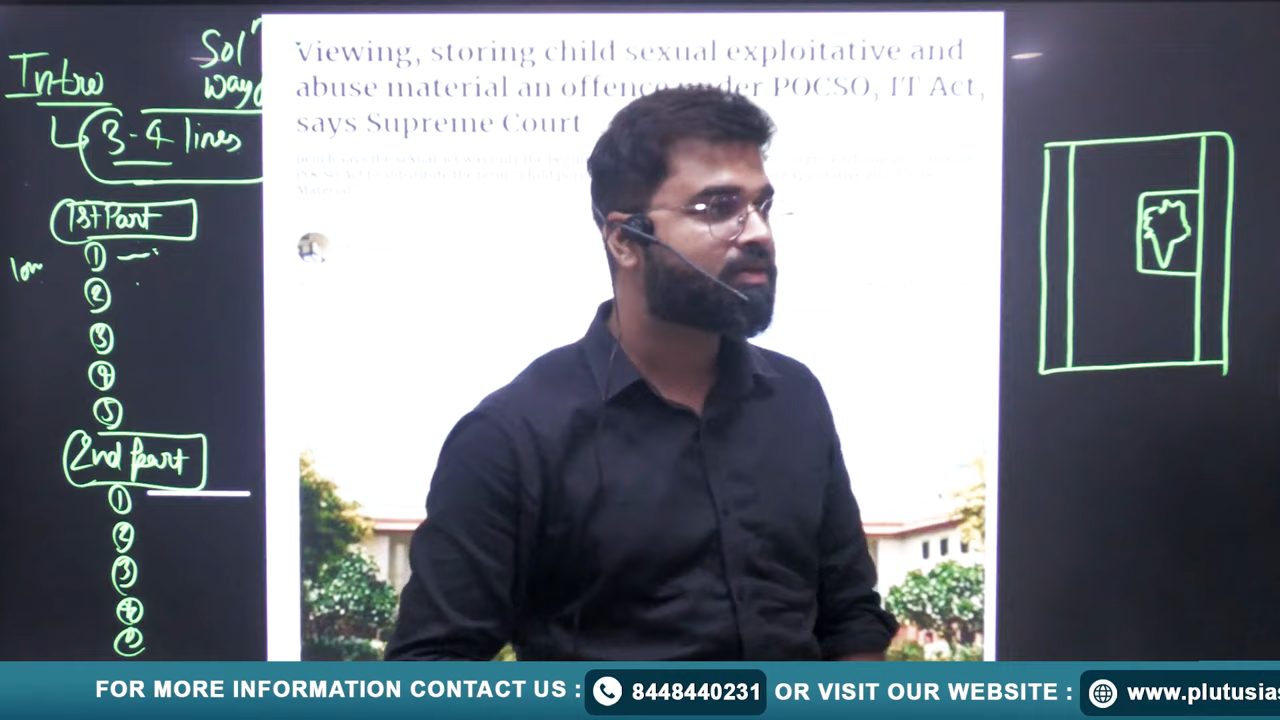 Intro
Sol
way
3-4 lines
1st Part
1
2
3
4
5
2nd Part
1
2
3
4
Viewing, storing child sexual exploitative and
abuse material an offence under POCSO, IT Act,
says Supreme Court
Material
FOR MORE INFORMATION CONTACT US : 8448440231 OR VISIT OUR WEBSITE : www.plutusias